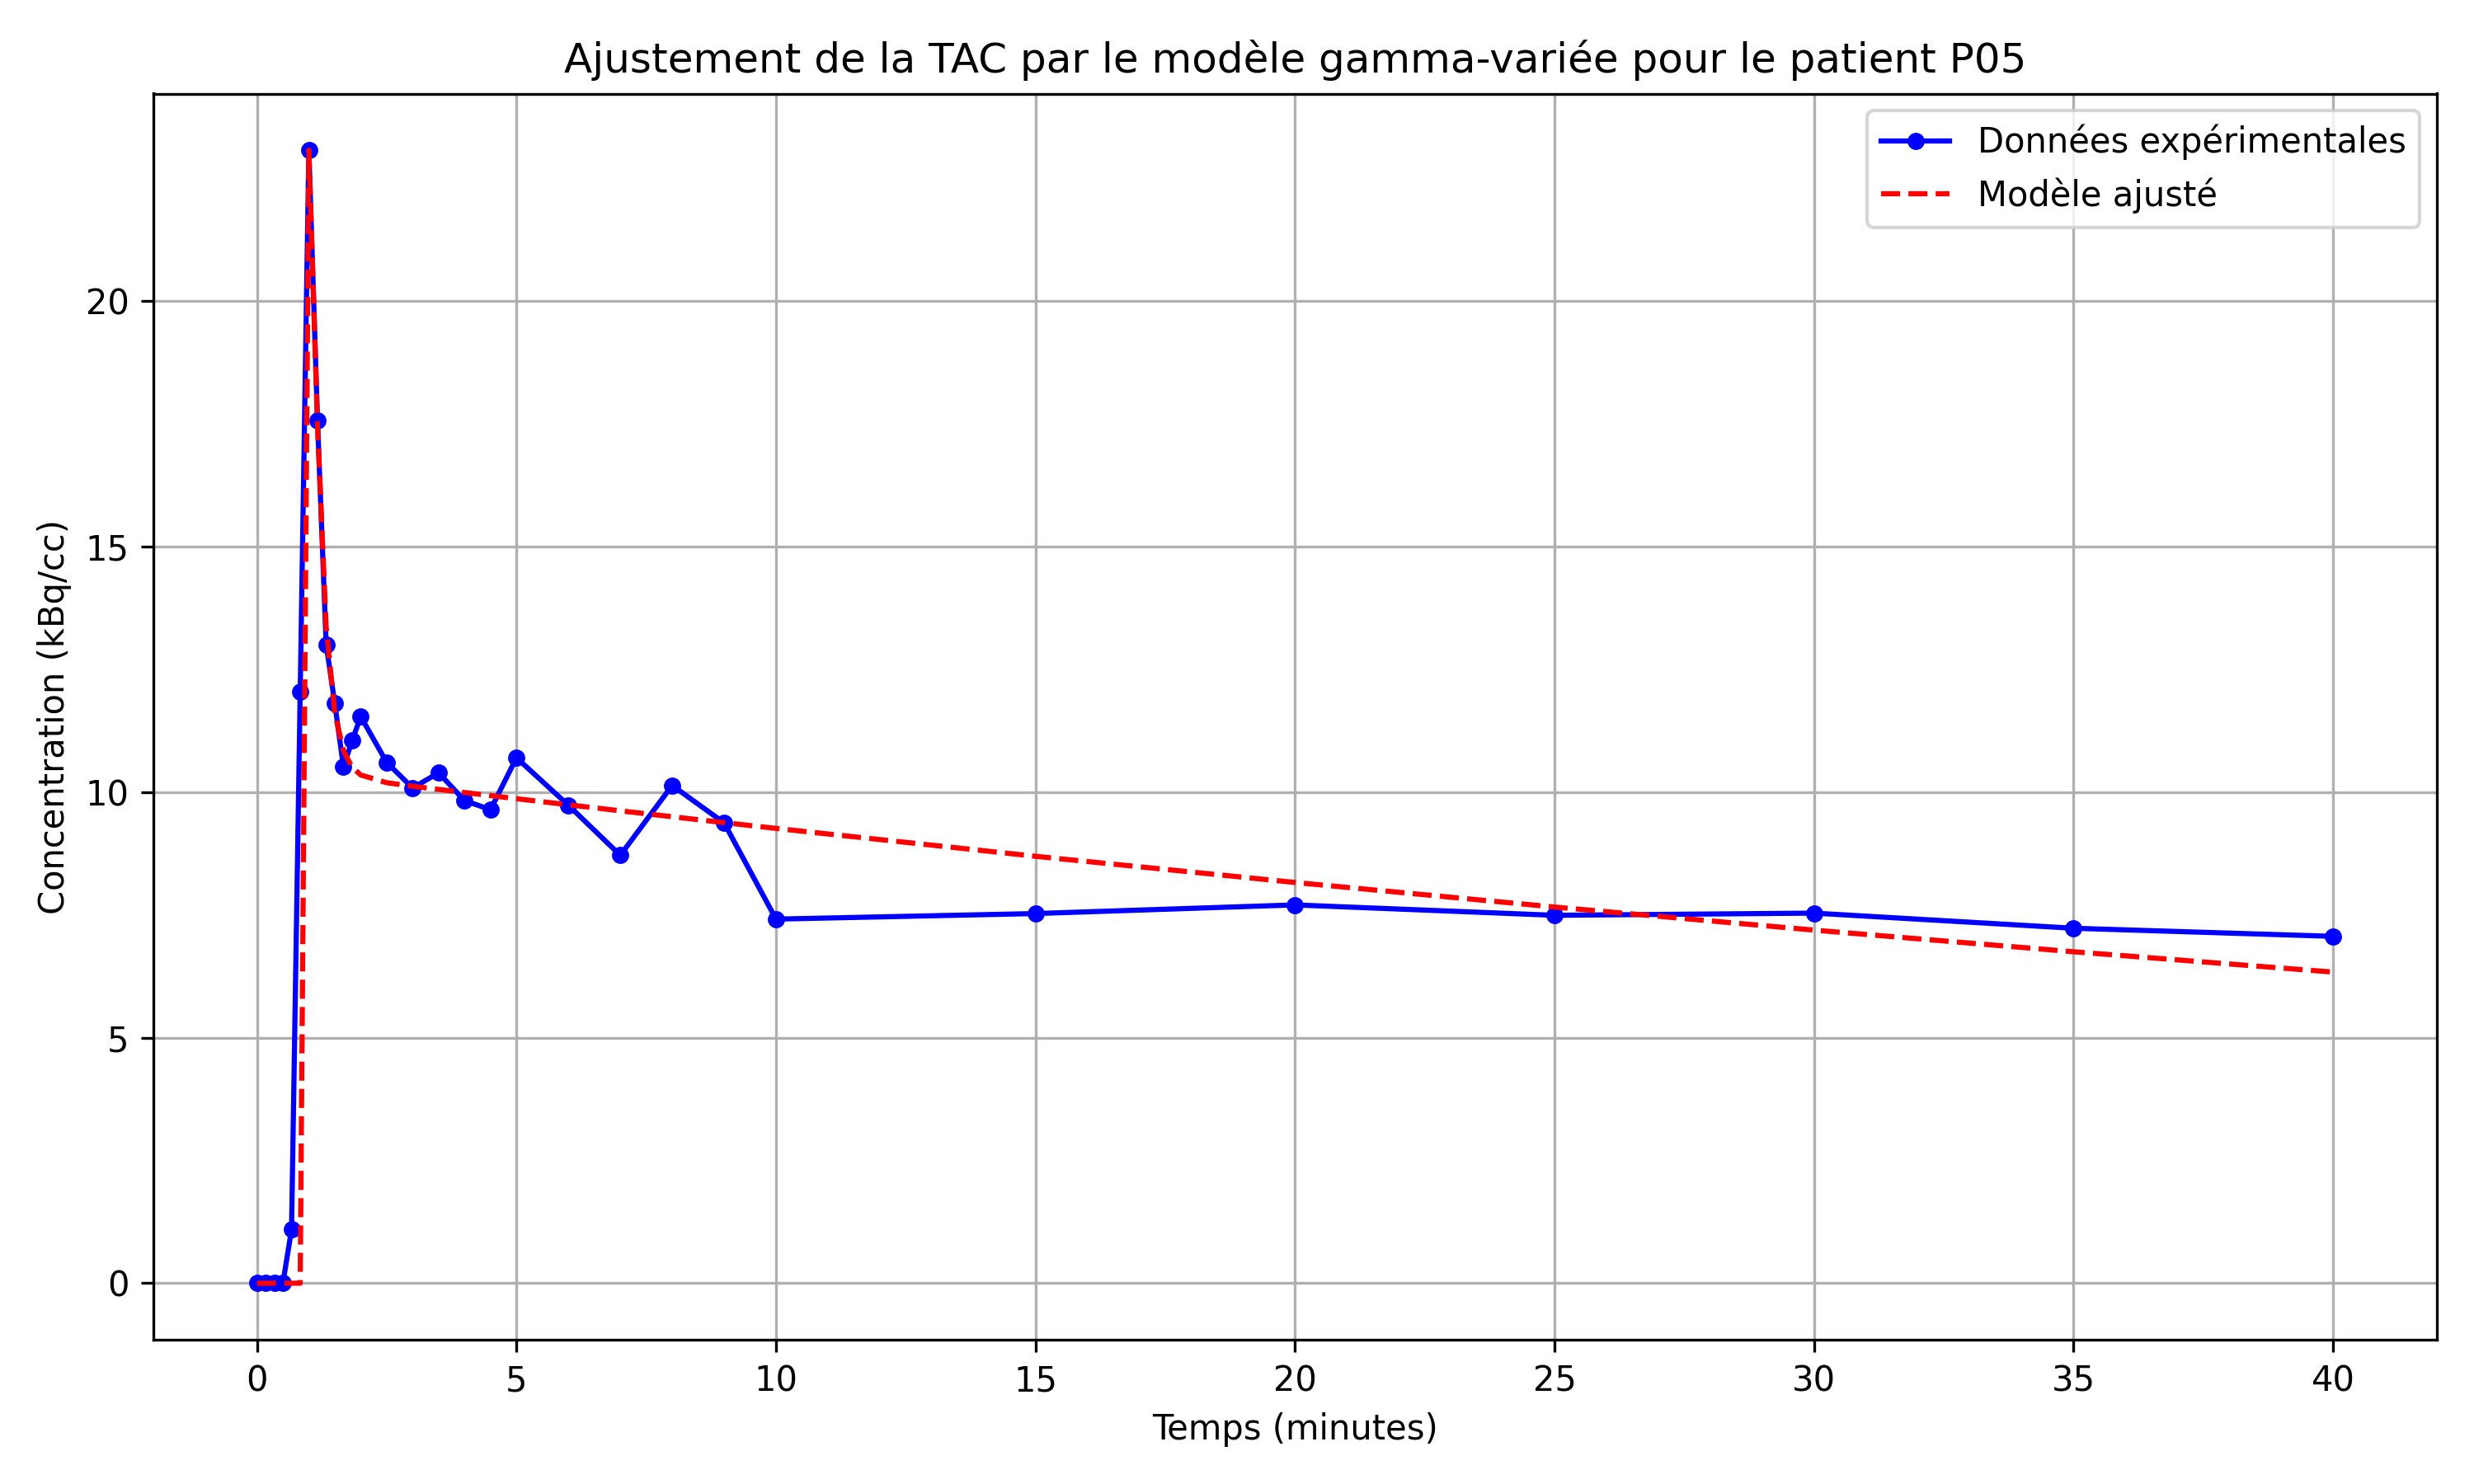 Ajustement de la TAC par le modèle gamma-variée pour le patient P05
Données expérimentales
Modèle ajusté
Concentration (kBq/cc)
20
15
10
5
0
0 5 10 15 20 25 30 35 40
Temps (minutes)